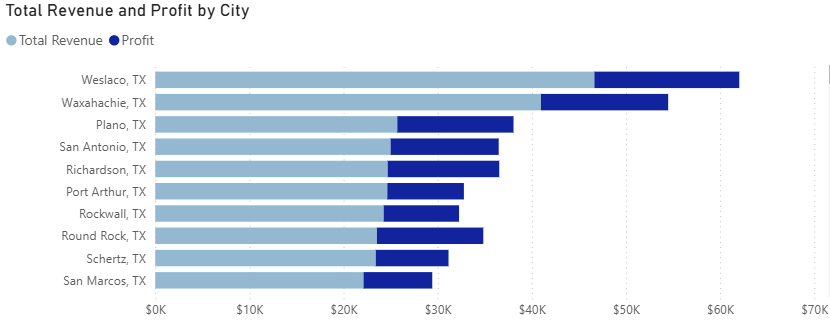 Total Revenue and Profit by City
Total Revenue Profit
Weslaco, TX
Waxahachie, TX
Plano, TX
San Antonio, TX
Richardson, TX
Port Arthur, TX
Rockwall, TX
Round Rock, TX
Schertz, TX
San Marcos, TX
$0K $10K $20K $30K $40K $50K $60K $70K